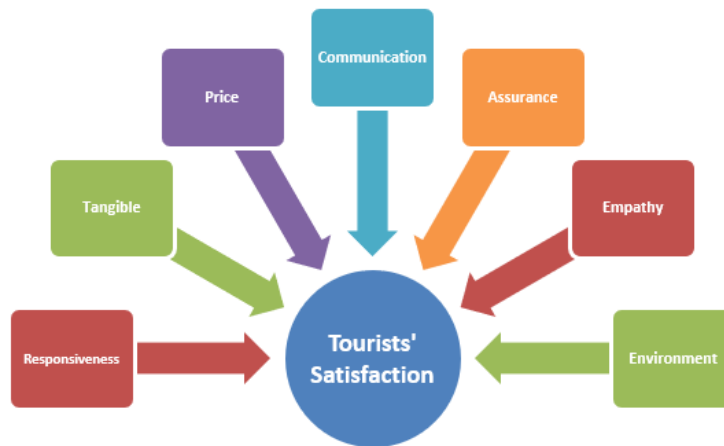 Communication
Price
Assurance
Tangible
Empathy
Responsiveness
Tourists'
Satisfaction
Environment